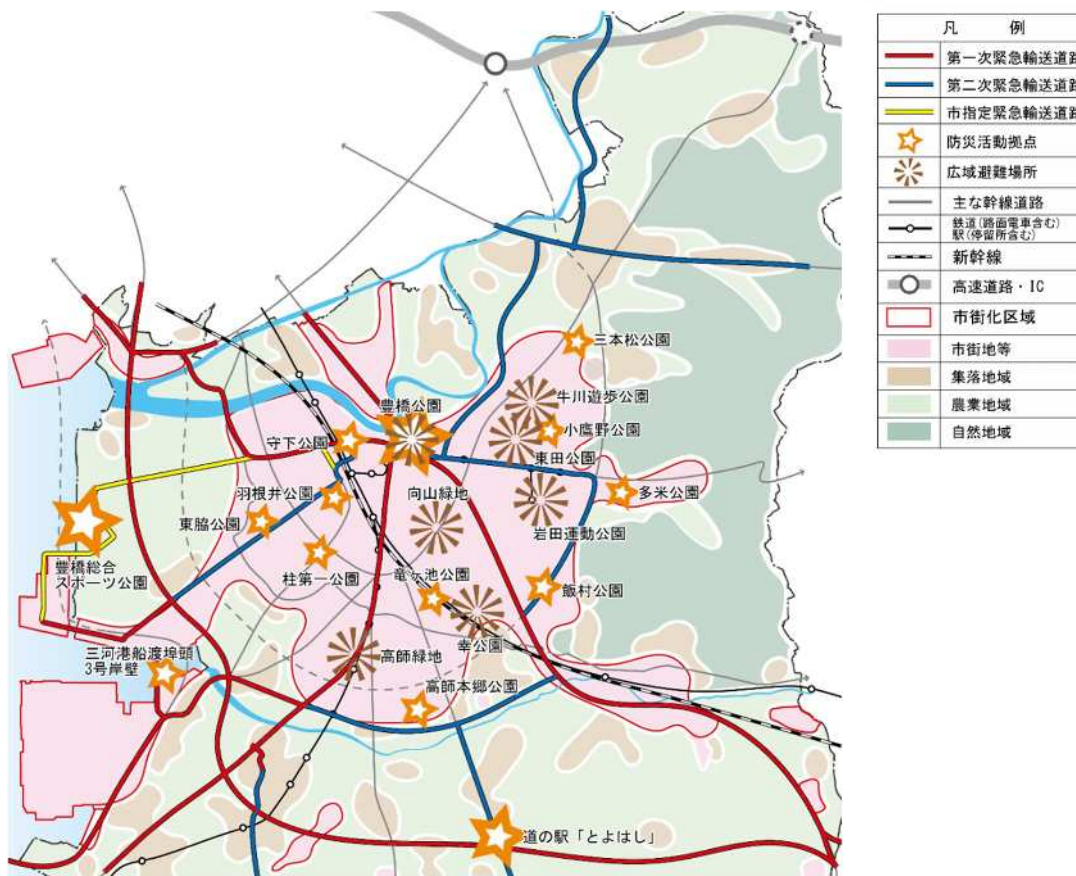 凡 例
第一次緊急輸送道路
第二次緊急輸送道路
市指定緊急輸送道路
防災活動拠点
広域避難場所
主な幹線道路
鉄道(路面電車含む)
駅(停留所含む)
新幹線
高速道路・IC
市街化区域
市街地等
集落地域
農業地域
自然地域
三本松公園
牛川遊歩公園
豊橋公園
小鷹野公園
守下公園
東田公園
羽根井公園
向山緑地
多米公園
東脇公園
岩田運動公園
豊橋総合
スポーツ公園
柱第一公園
竜ヶ池公園
飯村公園
幸公園
三河港船渡埠頭
3号岸壁
高師緑地
高師本郷公園
道の駅「とよはし」